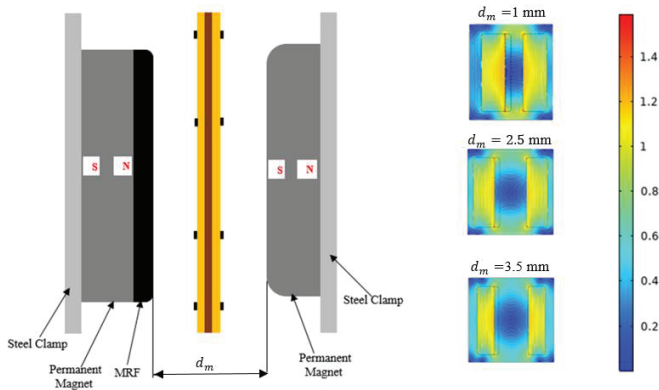 S N
S N
Steel Clamp
Permanent
Magnet
MRF
d_m
Permanent
Magnet
Steel Clamp
d_m =1 mm
d_m = 2.5 mm
d_m =3.5 mm
1.4
1.2
1
0.8
0.6
0.4
0.2